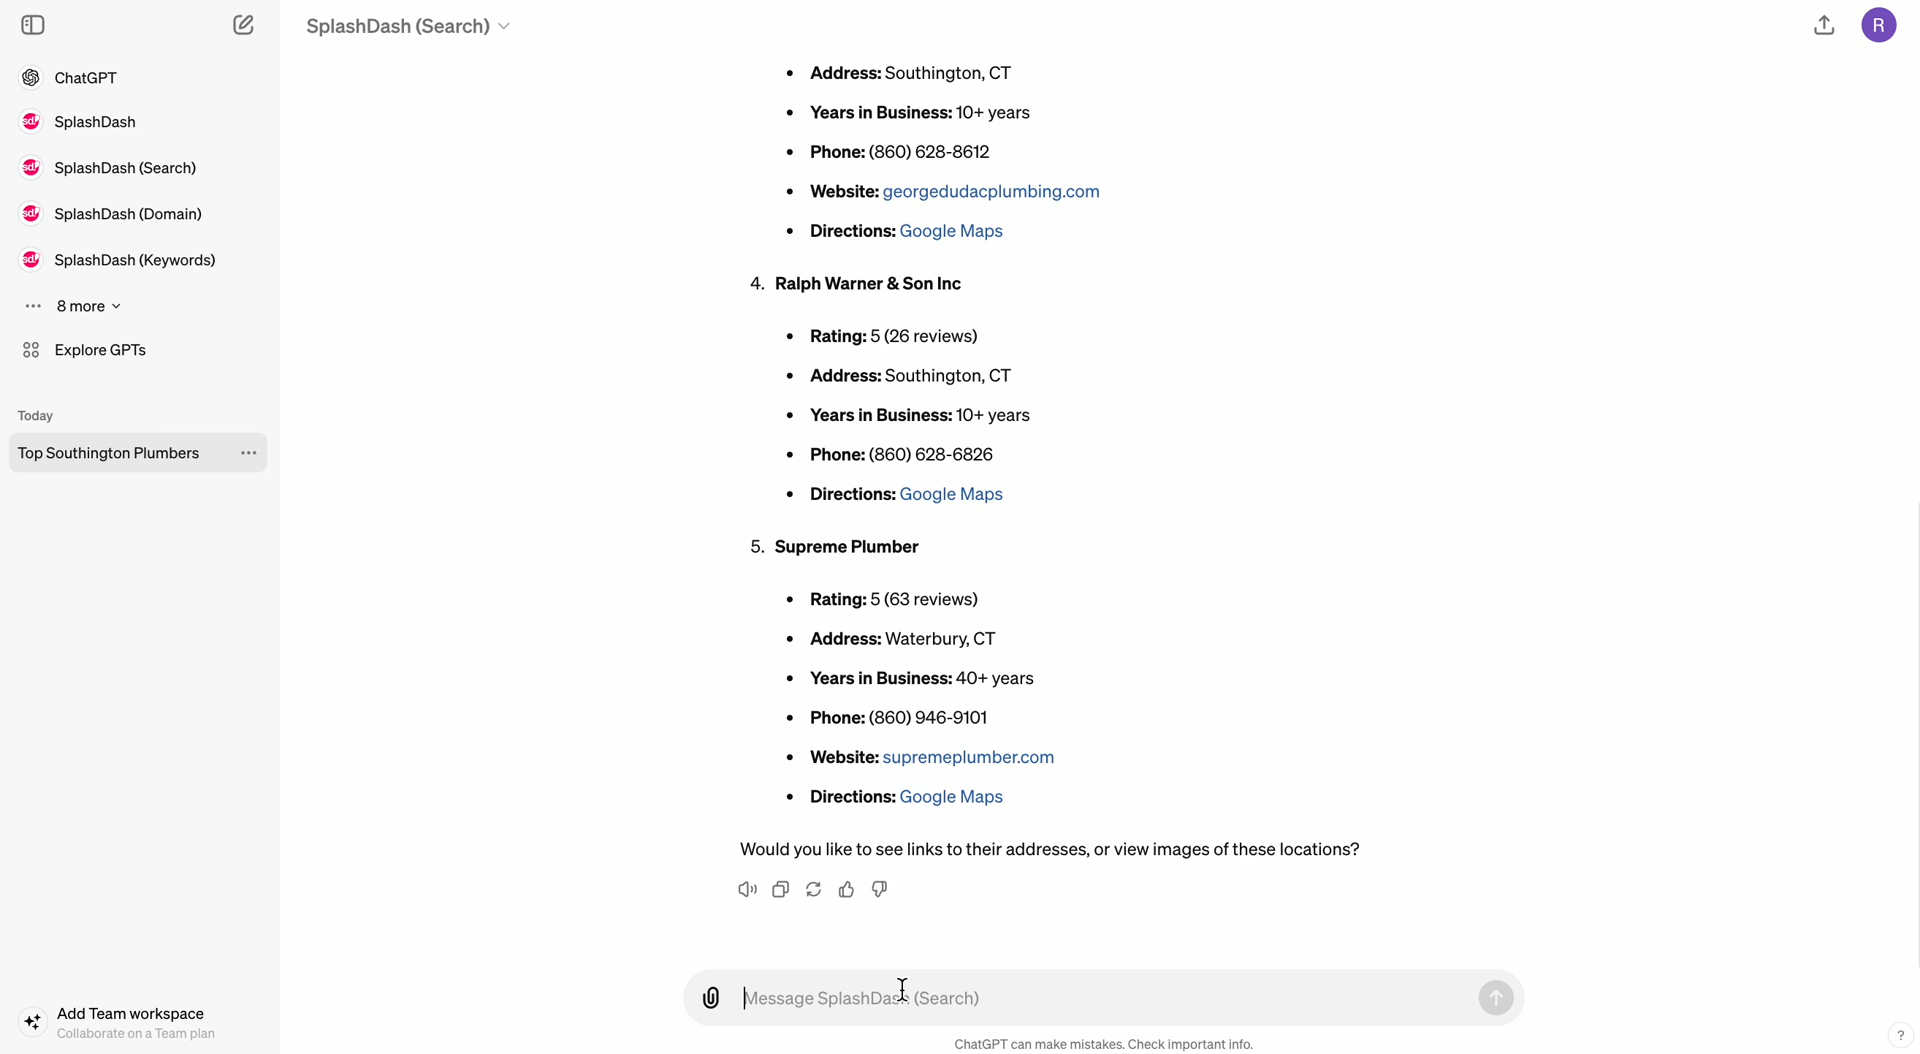 SplashDash (Search)
R
ChatGPT
sd! SplashDash
sd! SplashDash (Search)
sd! SplashDash (Domain)
sd! SplashDash (Keywords)
8 more
Explore GPTs
Today
Top Southington Plumbers
Add Team workspace
Collaborate on a Team plan
• Address: Southington, CT
• Years in Business: 10+ years
• Phone: (860) 628-8612
• Website: georgedudacplumbing.com
• Directions: Google Maps
4. Ralph Warner & Son Inc
• Rating: 5 (26 reviews)
• Address: Southington, CT
• Years in Business: 10+ years
• Phone: (860) 628-6826
• Directions: Google Maps
5. Supreme Plumber
• Rating: 5 (63 reviews)
• Address: Waterbury, CT
• Years in Business: 40+ years
• Phone: (860) 946-9101
• Website: supremeplumber.com
• Directions: Google Maps
Would you like to see links to their addresses, or view images of these locations?
Message SplashDash (Search)
ChatGPT can make mistakes. Check important info.
?